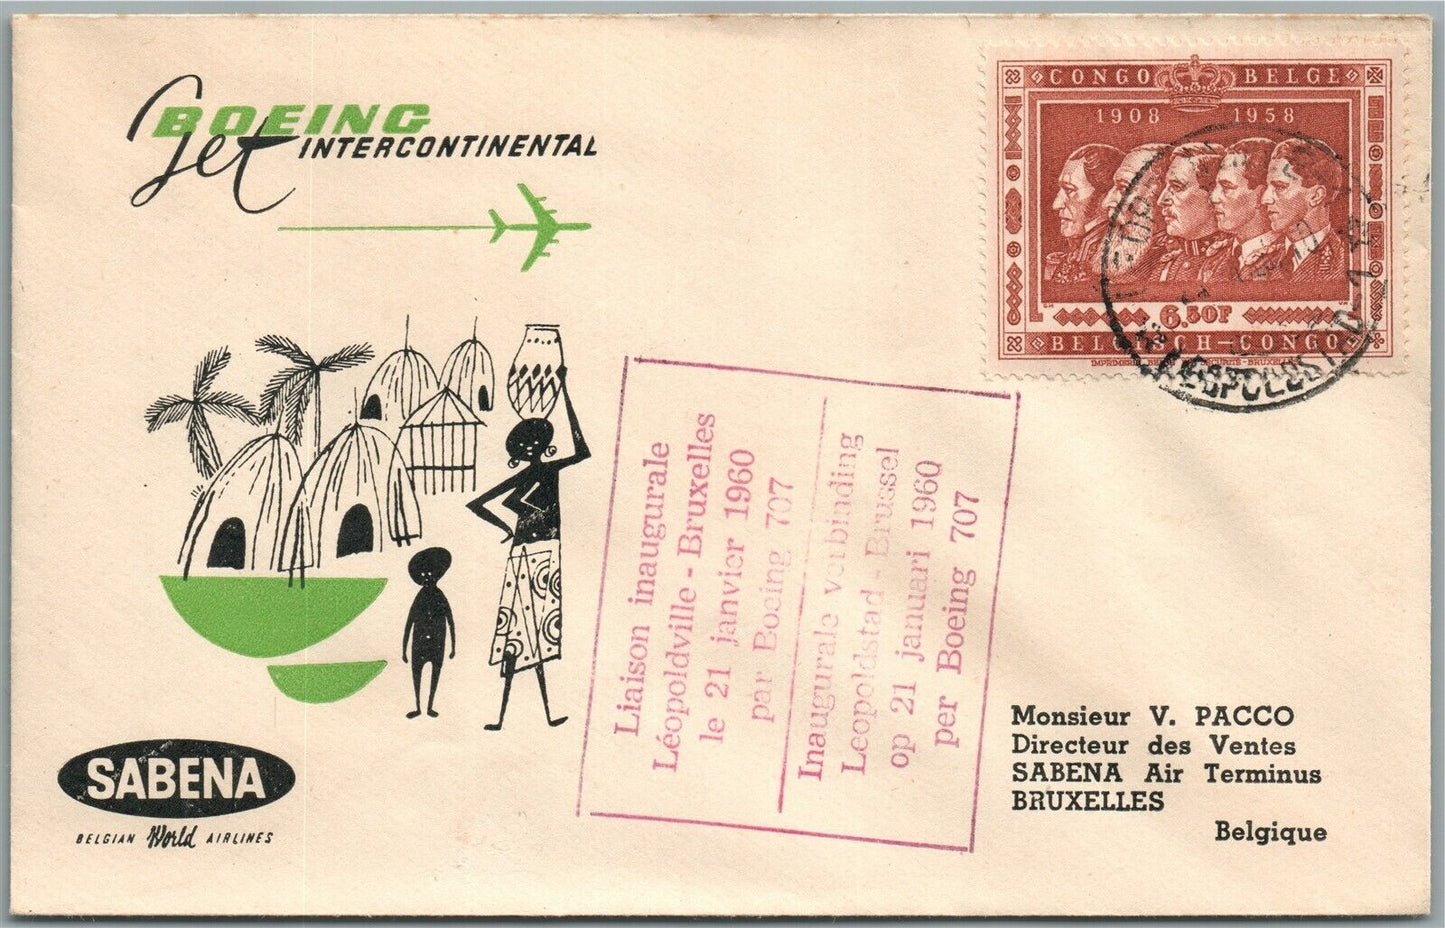 BOEING
Jet INTERCONTINENTAL
CONGO BELGE
1908 1958
6.50F
BELGISCH-CONGO
Liaison inaugurale
Léopoldville - Bruxelles
le 21 janvier 1960
par Boeing 707
Inaugurale verbinding
Leopoldstad - Brussel
op 21 januari 1960
per Boeing 707
Monsieur V. PACCO
Directeur des Ventes
SABENA Air Terminus
BRUXELLES
Belgique
SABENA
BELGIAN World AIRLINES